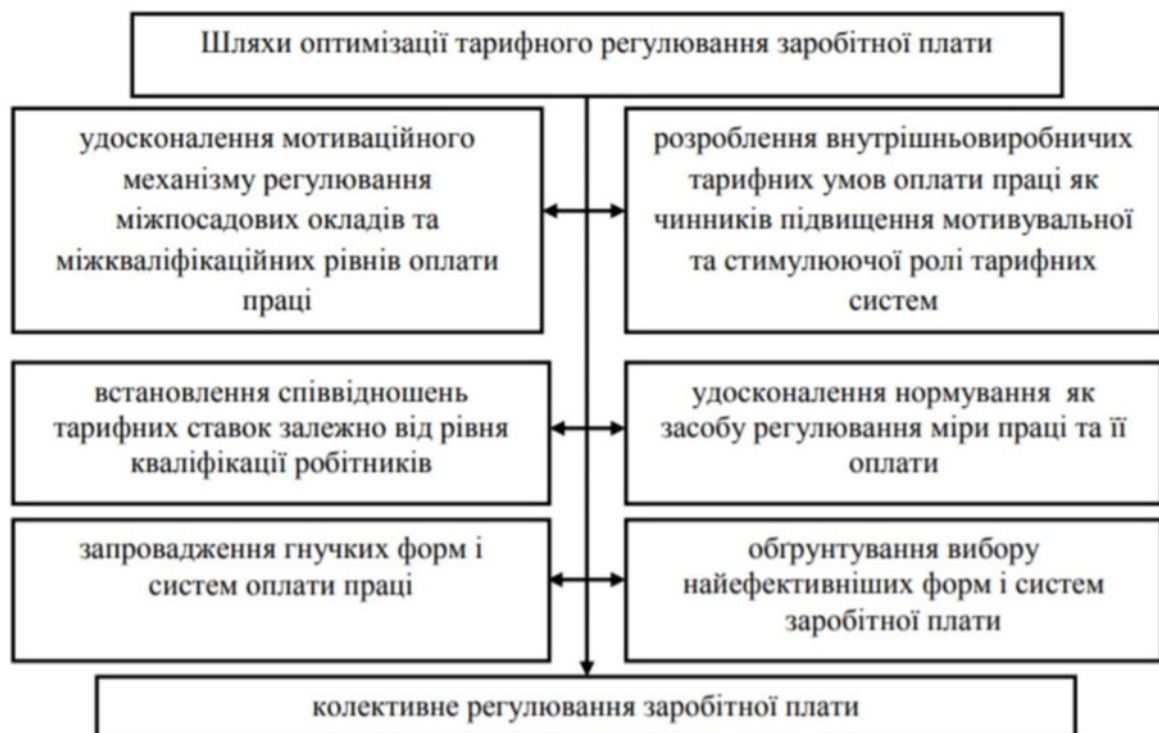 Шляхи оптимізації тарифного регулювання заробітної плати
удосконалення мотиваційного
механізму регулювання
міжпосадових окладів та
міжкваліфікаційних рівнів оплати
праці
розроблення внутрішньовиробничих
тарифних умов оплати праці як
чинників підвищення мотивувальної
та стимулюючої ролі тарифних
систем
встановлення співвідношень
тарифних ставок залежно від рівня
кваліфікації робітників
удосконалення нормування як
засобу регулювання міри праці та її
оплати
запровадження гнучких форм і
систем оплати праці
обґрунтування вибору
найефективніших форм і систем
заробітної плати
колективне регулювання заробітної плати